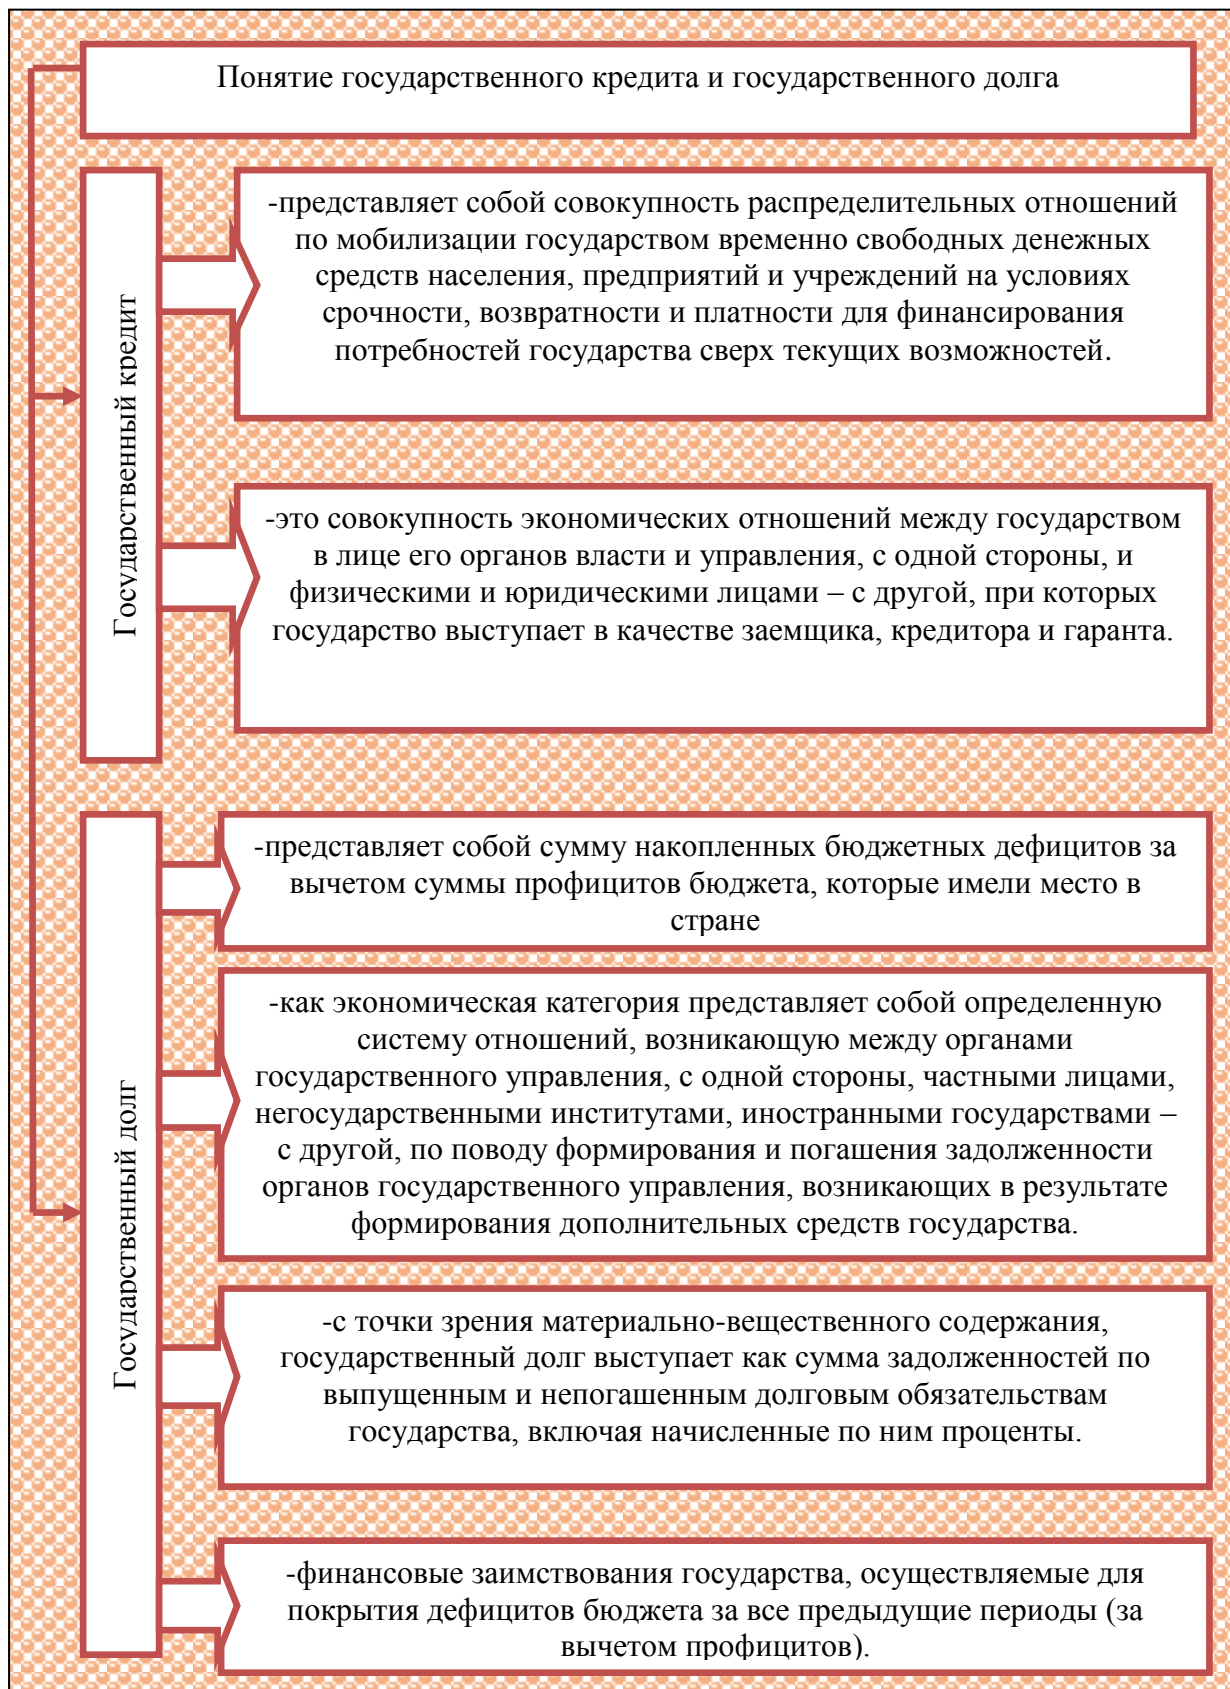 Понятие государственного кредита и государственного долга
Государственный кредит
-представляет собой совокупность распределительных отношений
по мобилизации государством временно свободных денежных
средств населения, предприятий и учреждений на условиях
срочности, возвратности и платности для финансирования
потребностей государства сверх текущих возможностей.
-это совокупность экономических отношений между государством
в лице его органов власти и управления, с одной стороны, и
физическими и юридическими лицами – с другой, при которых
государство выступает в качестве заемщика, кредитора и гаранта.
Государственный долг
-представляет собой сумму накопленных бюджетных дефицитов за
вычетом суммы профицитов бюджета, которые имели место в
стране
-как экономическая категория представляет собой определенную
систему отношений, возникающую между органами
государственного управления, с одной стороны, частными лицами,
негосударственными институтами, иностранными государствами –
с другой, по поводу формирования и погашения задолженности
органов государственного управления, возникающих в результате
формирования дополнительных средств государства.
-с точки зрения материально-вещественного содержания,
государственный долг выступает как сумма задолженностей по
выпущенным и непогашенным долговым обязательствам
государства, включая начисленные по ним проценты.
-финансовые заимствования государства, осуществляемые для
покрытия дефицитов бюджета за все предыдущие периоды (за
вычетом профицитов).